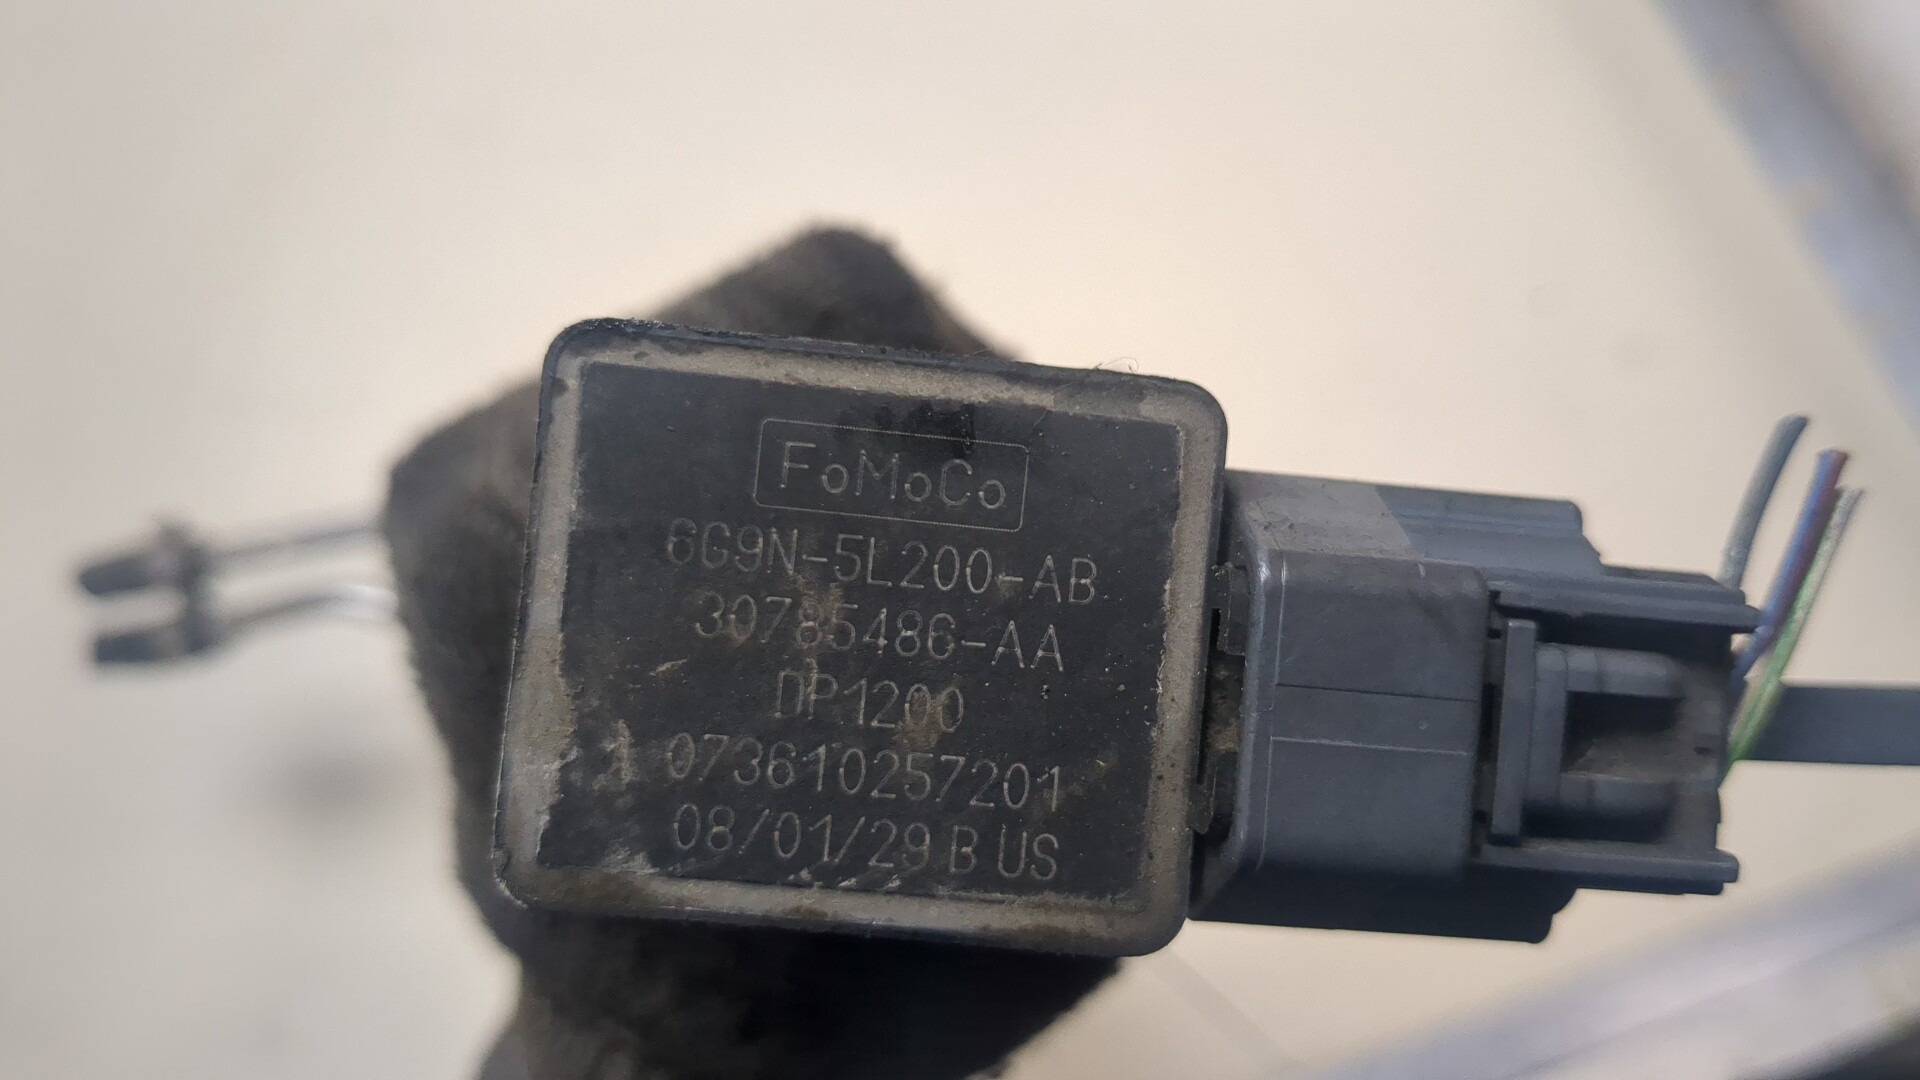 FoMoCo
6G9N-5L200-AB
30785486-AA
DP1200
073610257201
08/01/29 B US